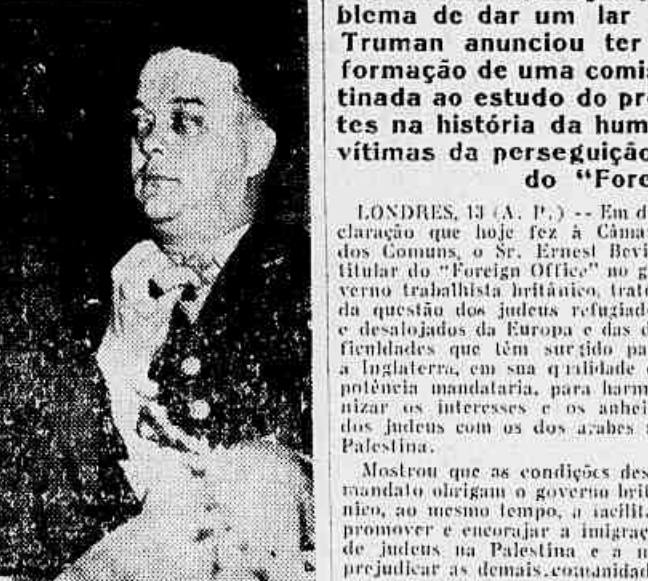 blema de dar um lar
Truman anunciou ter
formação de uma comis
tinada ao estudo do pr
tes na história da hum
vítimas da perseguição
do "Fore
LONDRES, 13 (A. P.) -- Em d
claração que hoje fez à Câma
dos Comuns, o Sr. Ernest Bevi
titular do "Foreign Office" no g
verno trabalhista britânico, trat
da questão dos judeus refugiad
e desalojados da Europa e das d
ficuldades que têm surgido pa
a Inglaterra, em sua qualidade
potência mandataria, para harm
nizar os interesses e os anhei
dos judeus com os dos arabes
Palestina.
Mostrou que as condições des
mandato obrigam o governo brit
nico, ao mesmo tempo, a facilita
promover e encorajar a imigraç
de judeus na Palestina e a n
prejudicar as demais comunidad